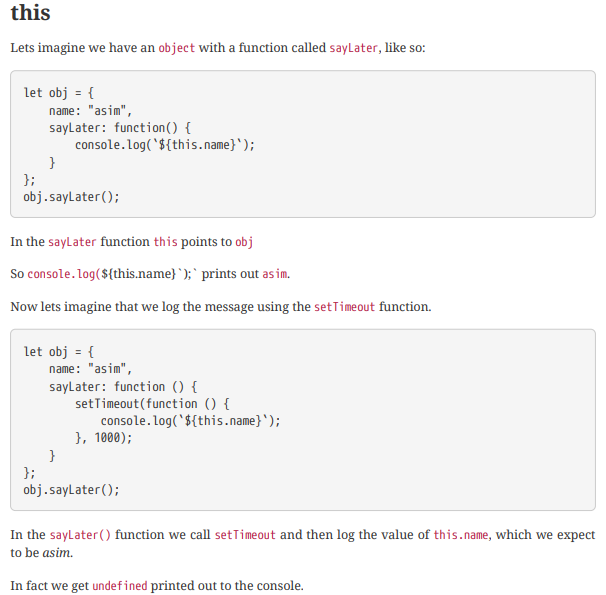 this
Lets imagine we have an object with a function called sayLater, like so:
let obj = {
    name: "asim",
    sayLater: function() {
        console.log(`${this.name}`);
    }
};
obj.sayLater();
In the sayLater function this points to obj
So console.log(${this.name}`);` prints out asim.
Now lets imagine that we log the message using the setTimeout function.
let obj = {
    name: "asim",
    sayLater: function () {
        setTimeout(function () {
            console.log(`${this.name}`);
        }, 1000);
    }
};
obj.sayLater();
In the sayLater() function we call setTimeout and then log the value of this.name, which we expect
to be asim.
In fact we get undefined printed out to the console.